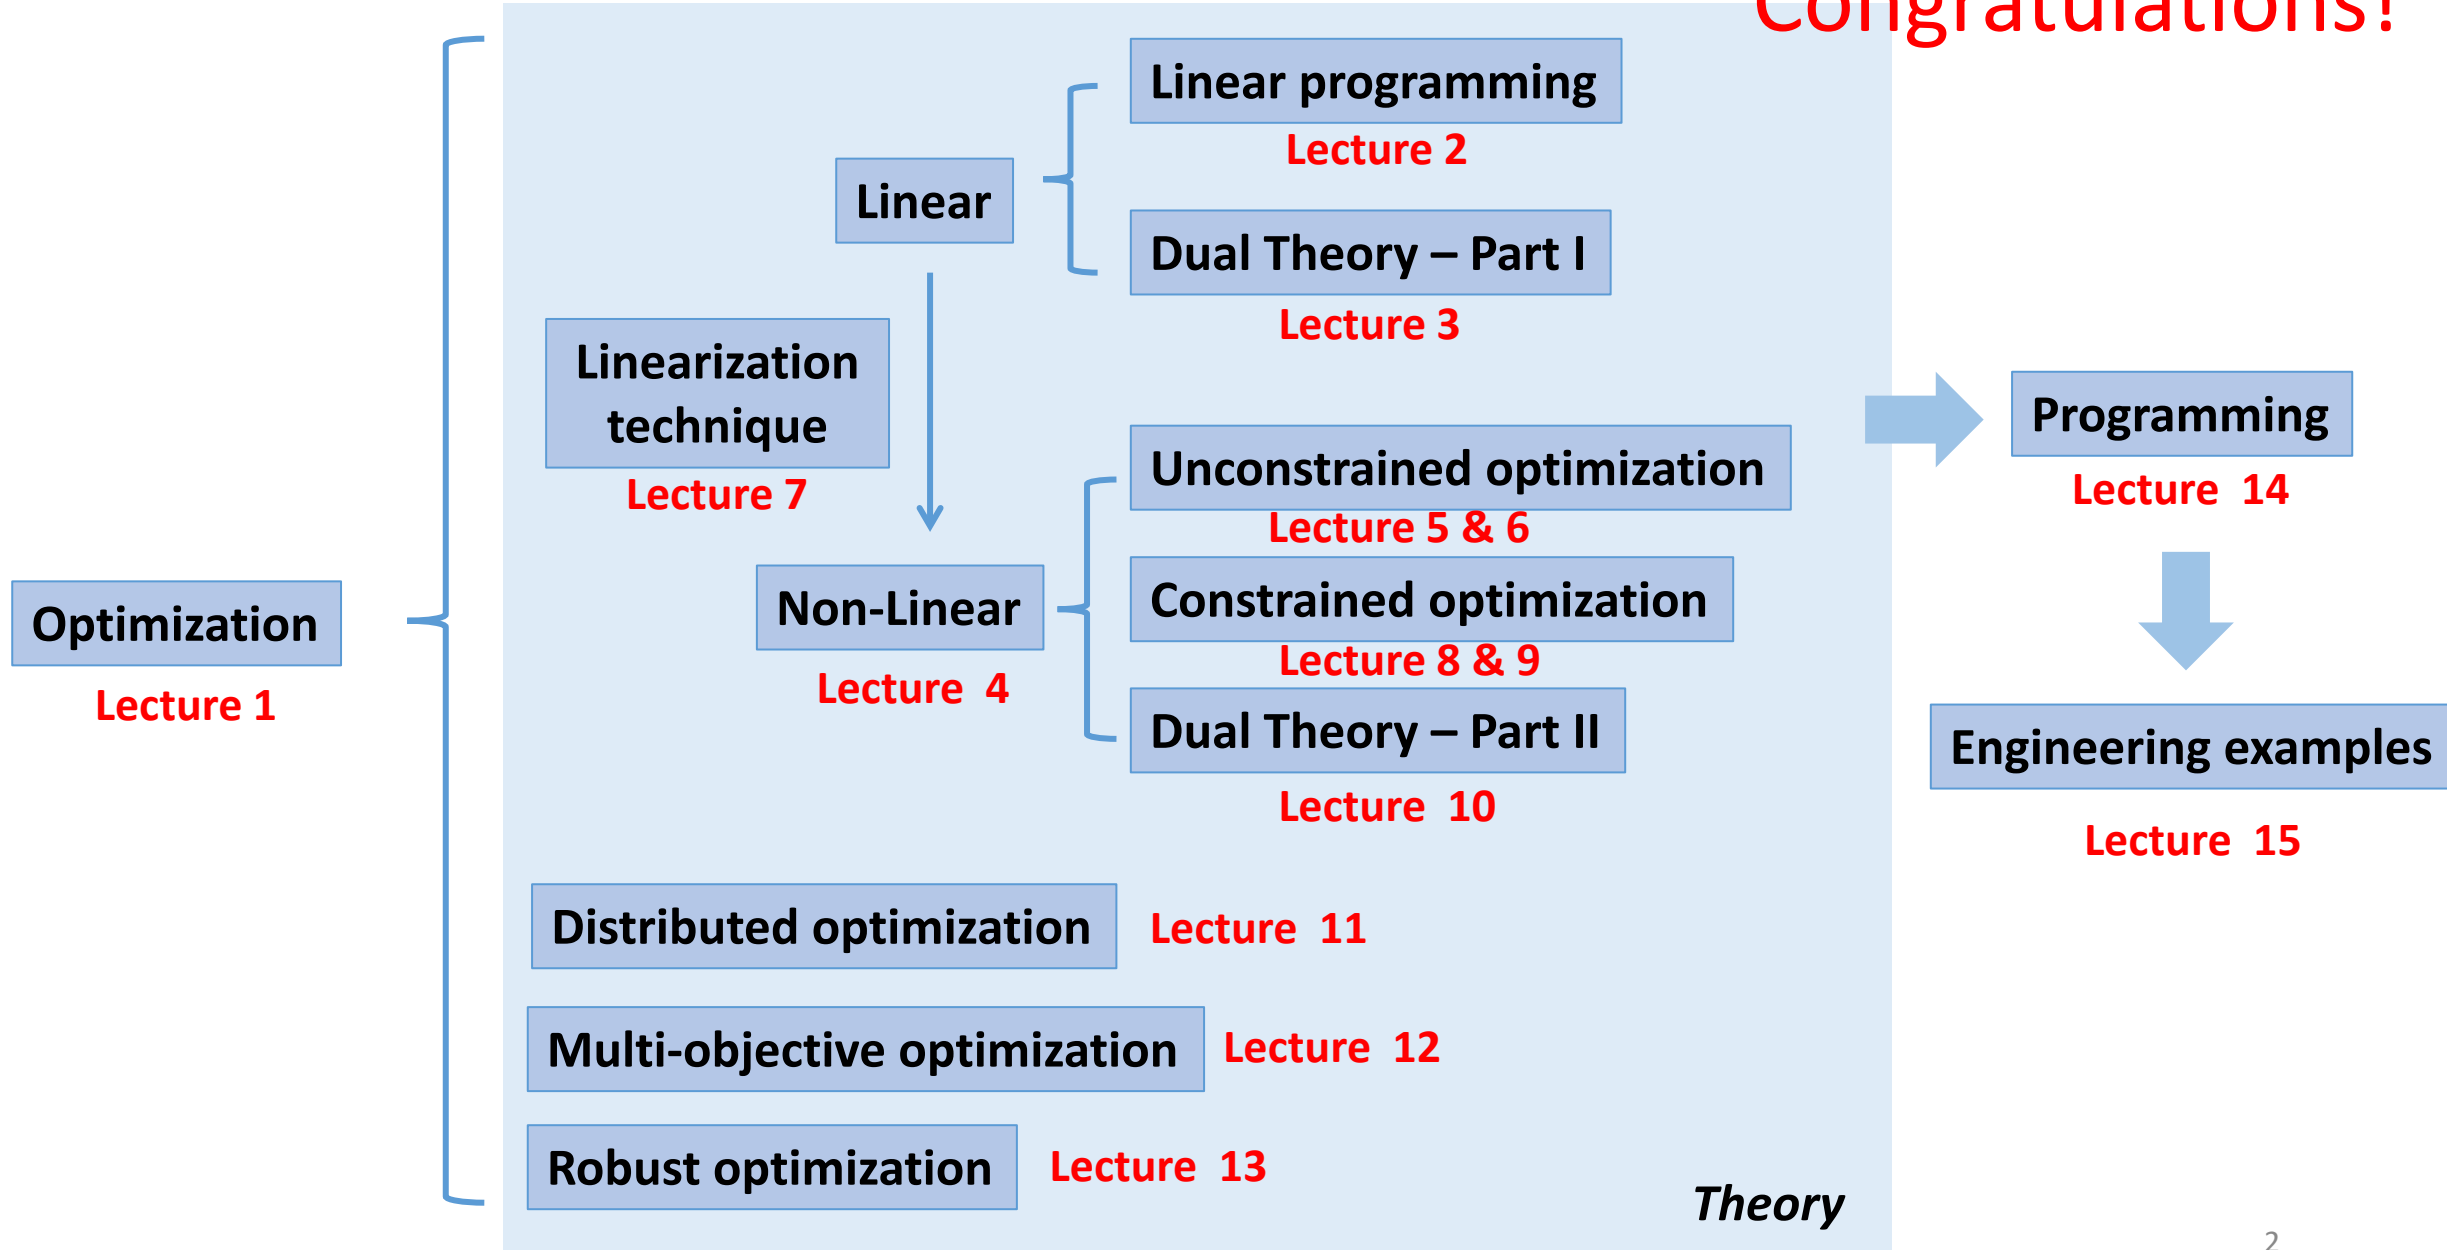 Congratulations!
Linear programming
Lecture 2
Linear
Dual Theory – Part I
Lecture 3
Linearization
technique
Lecture 7
Unconstrained optimization
Lecture 5 & 6
Programming
Lecture 14
Optimization
Lecture 1
Non-Linear
Lecture 4
Constrained optimization
Lecture 8 & 9
Dual Theory – Part II
Lecture 10
Engineering examples
Lecture 15
Distributed optimization
Lecture 11
Multi-objective optimization
Lecture 12
Robust optimization
Lecture 13
Theory
2